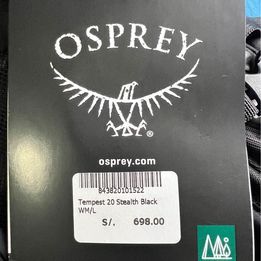 OSPREY
®
osprey.com
843820101522
Tempest 20 Stealth Black
WM/L
S/. 698.00